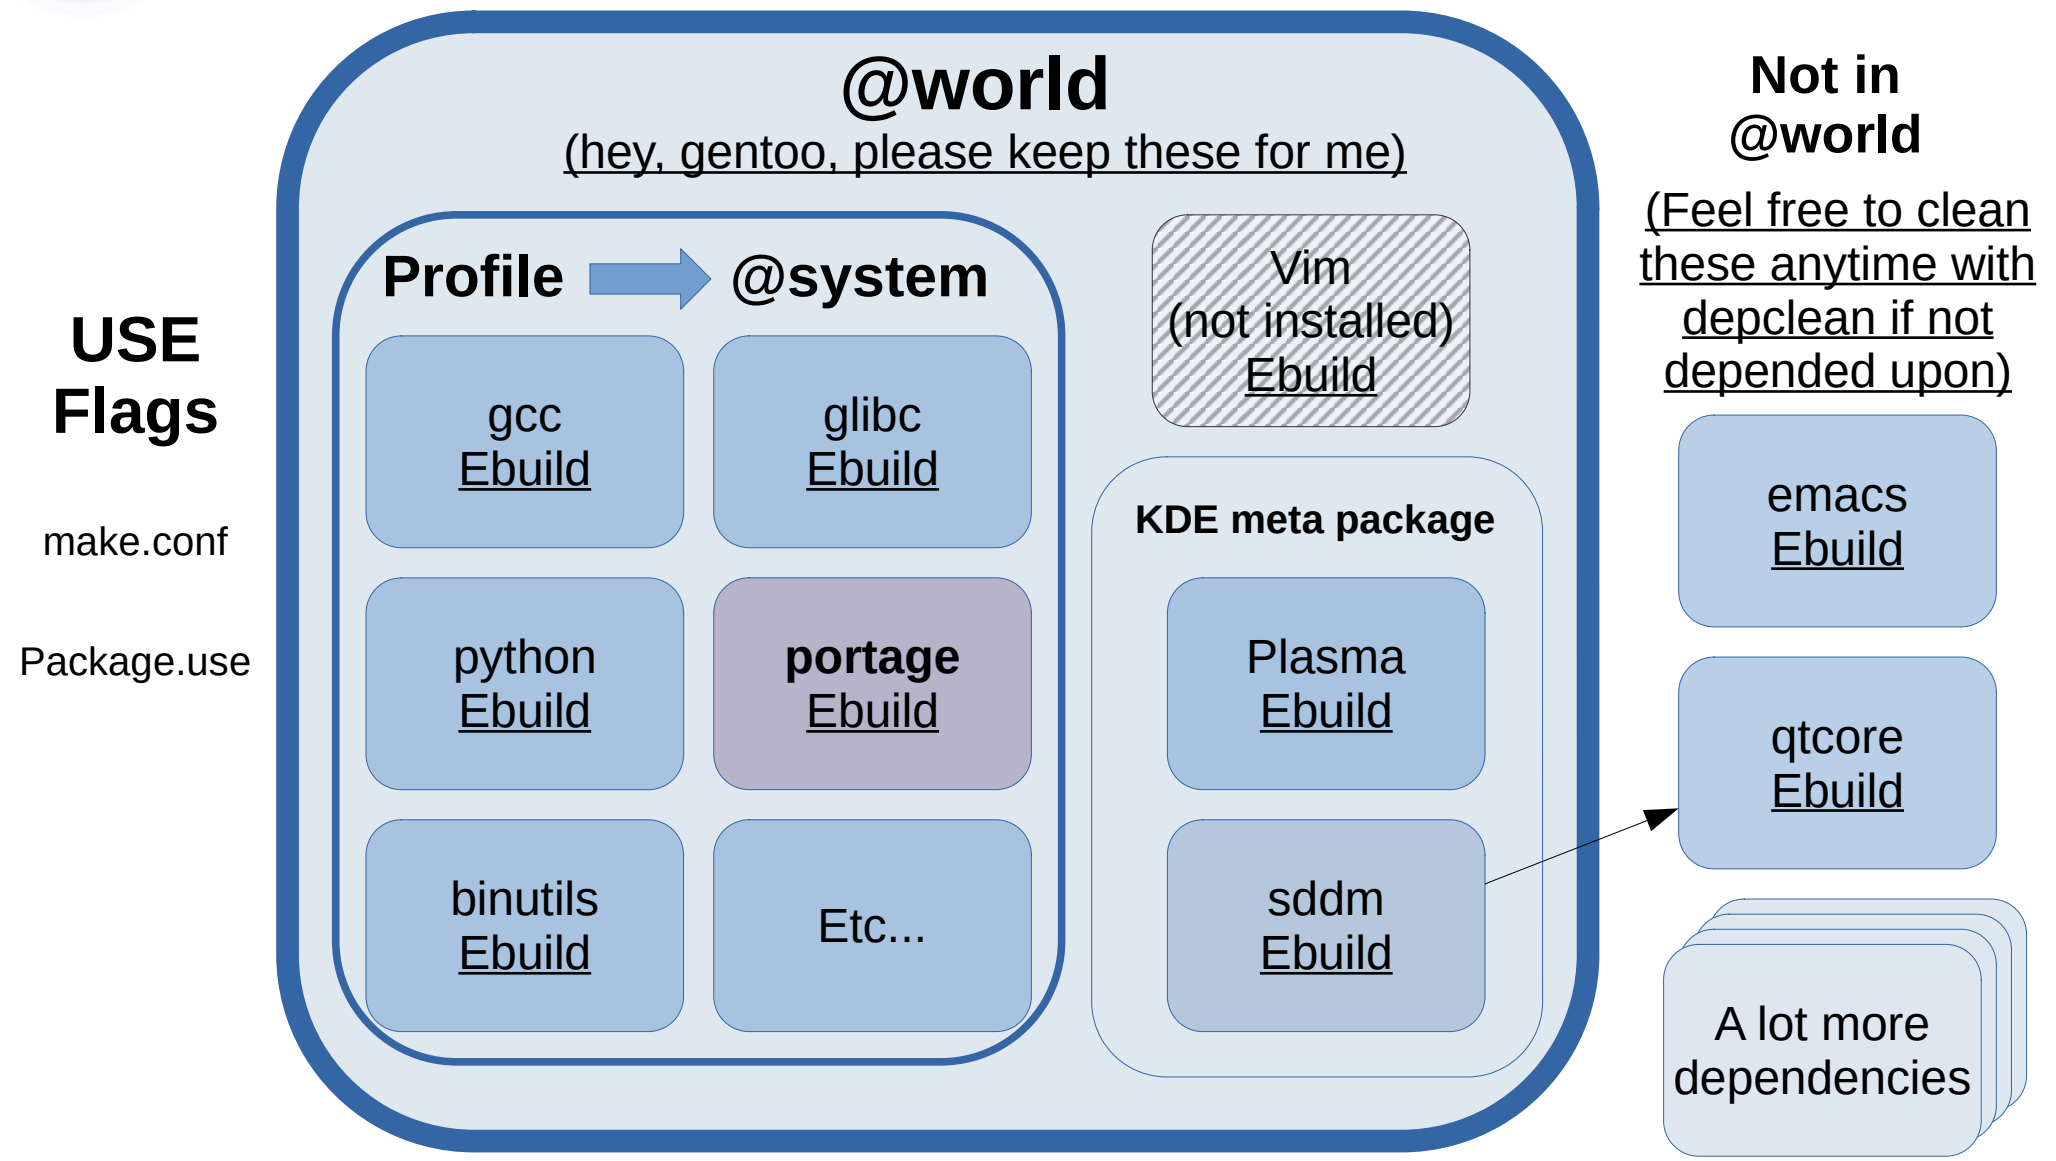 @world
(hey, gentoo, please keep these for me)
Not in
@world
(Feel free to clean
these anytime with
depclean if not
depended upon)
USE
Flags
make.conf
Package.use
Profile
@system
gcc
Ebuild
glibc
Ebuild
python
Ebuild
portage
Ebuild
binutils
Ebuild
Etc...
Vim
(not installed)
Ebuild
KDE meta package
Plasma
Ebuild
sddm
Ebuild
emacs
Ebuild
qtcore
Ebuild
A lot more
dependencies